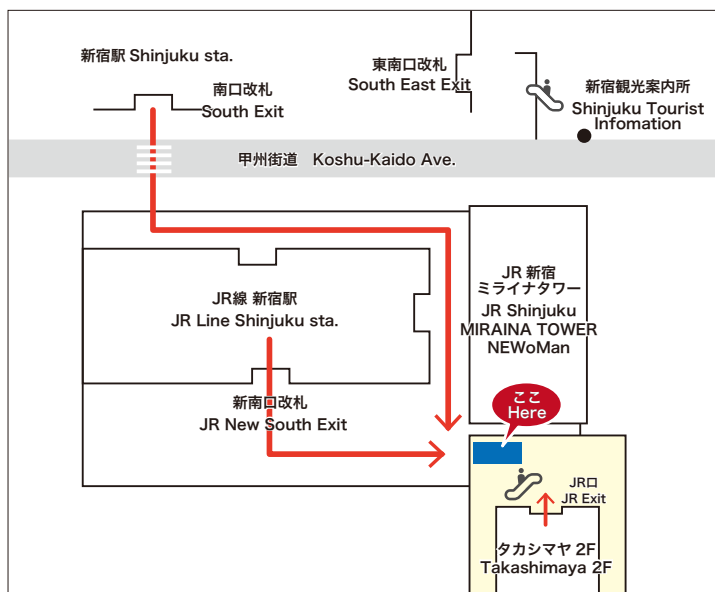 新宿駅 Shinjuku sta.
南口改札
South Exit
東南口改札
South East Exit
新宿観光案内所
Shinjuku Tourist
Infomation
甲州街道 Koshu-Kaido Ave.
JR線 新宿駅
JR Line Shinjuku sta.
JR 新宿
ミライナタワー
JR Shinjuku
MIRAINA TOWER
NEWoMan
新南口改札
JR New South Exit
ここ
Here
JR口
JR Exit
タカシマヤ 2F
Takashimaya 2F